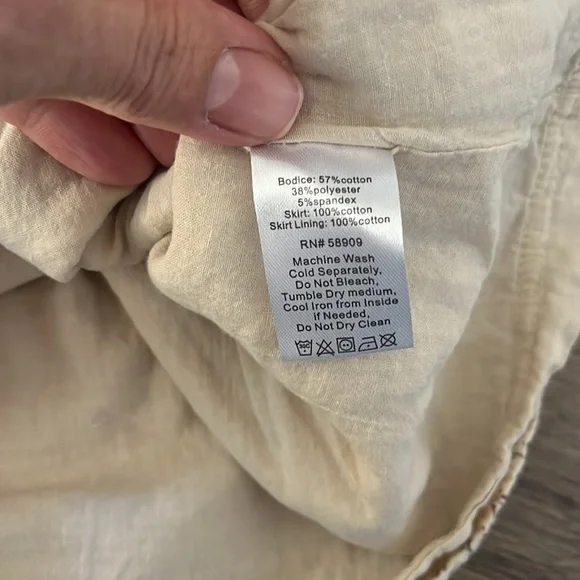 Bodice: 57%cotton
38%polyester
5%spandex
Skirt: 100%cotton
Skirt Lining: 100%cotton
RN# 58909
Machine Wash
Cold Separately,
Do Not Bleach,
Tumble Dry medium,
Cool Iron from Inside
if Needed,
Do Not Dry Clean
30C